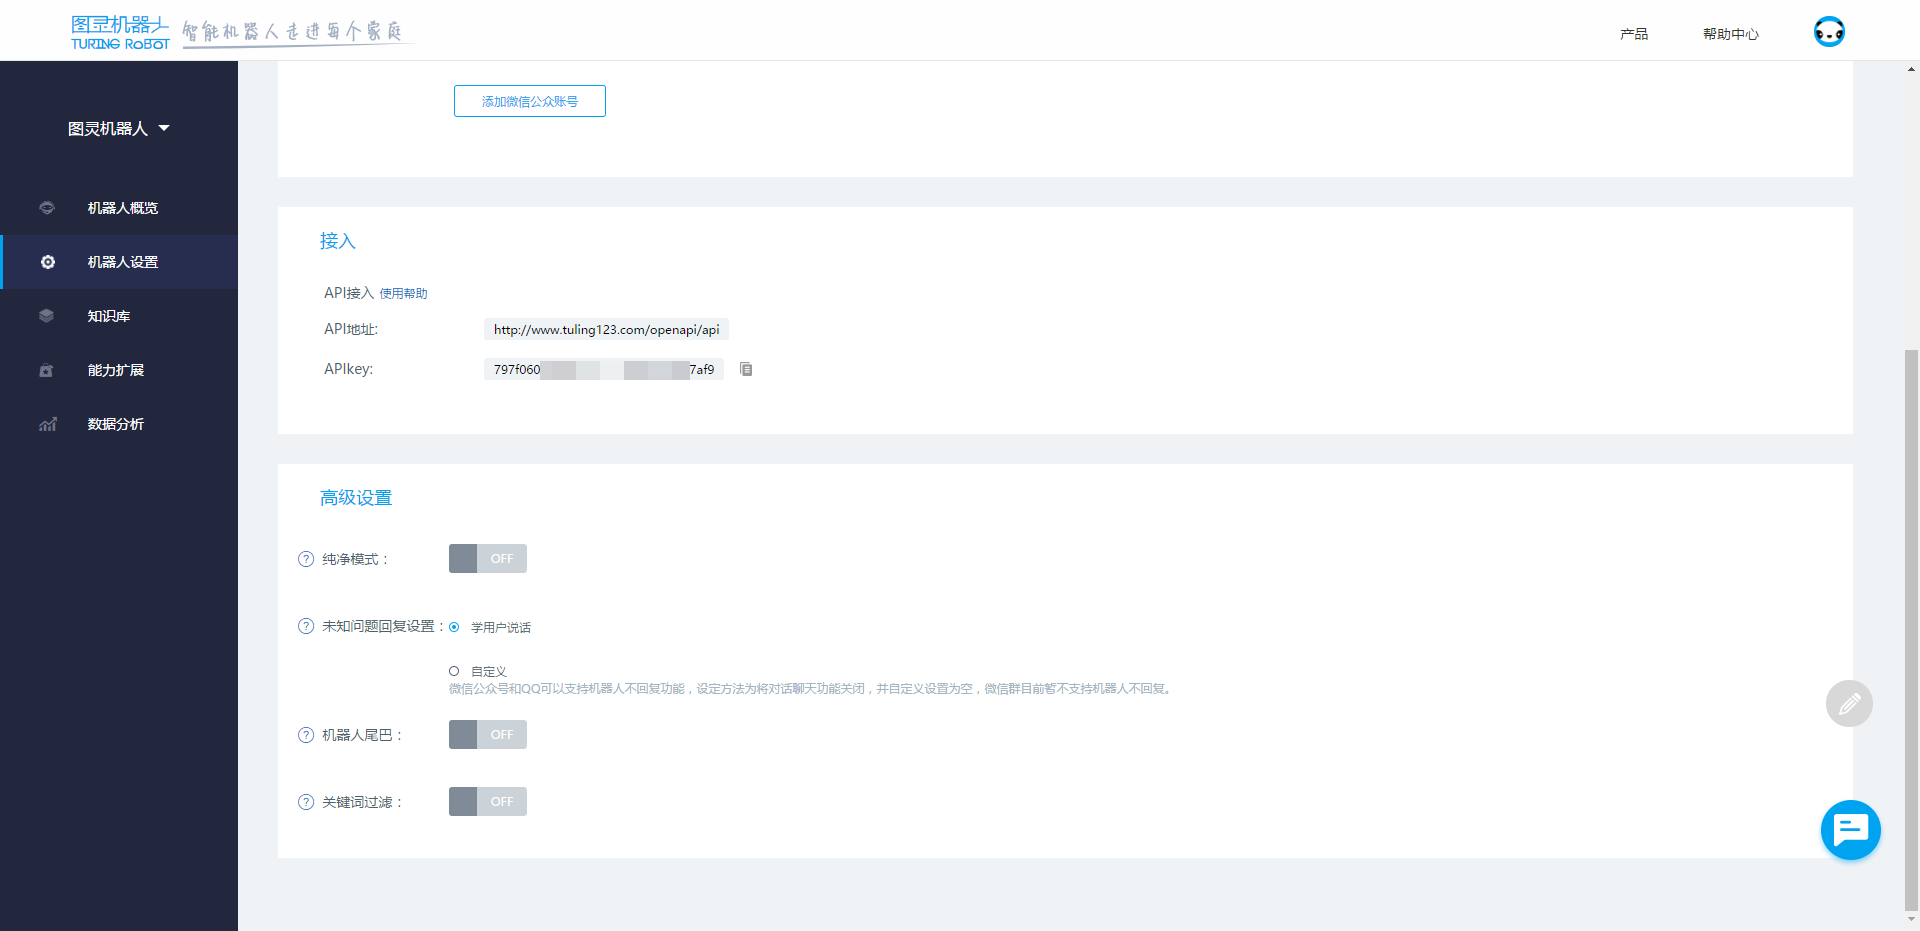 图灵机器人
TURING ROBOT
智能机器人走进每个家庭
产品
帮助中心
图灵机器人
机器人概览
机器人设置
知识库
能力扩展
数据分析
添加微信公众账号
接入
API接入 使用帮助
API地址: http://www.tuling123.com/openapi/api
APIkey: 797f060 7af9
高级设置
? 纯净模式： OFF
? 未知问题回复设置： 学用户说话
自定义
微信公众号和QQ可以支持机器人不回复功能，设定方法为将对话聊天功能关闭，并自定义设置为空，微信群目前暂不支持机器人不回复。
? 机器人尾巴： OFF
? 关键词过滤： OFF